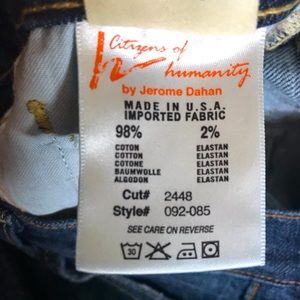 Citizens of
humanity
by Jerome Dahan
MADE IN U.S.A.
IMPORTED FABRIC
98% 2%
COTON ELASTAN
COTTON ELASTAN
COTONE ELASTAN
BAUMWOLLE ELASTAN
ALGODON ELASTAN
Cut# 2448
Style# 092-085
SEE CARE ON REVERSE
30